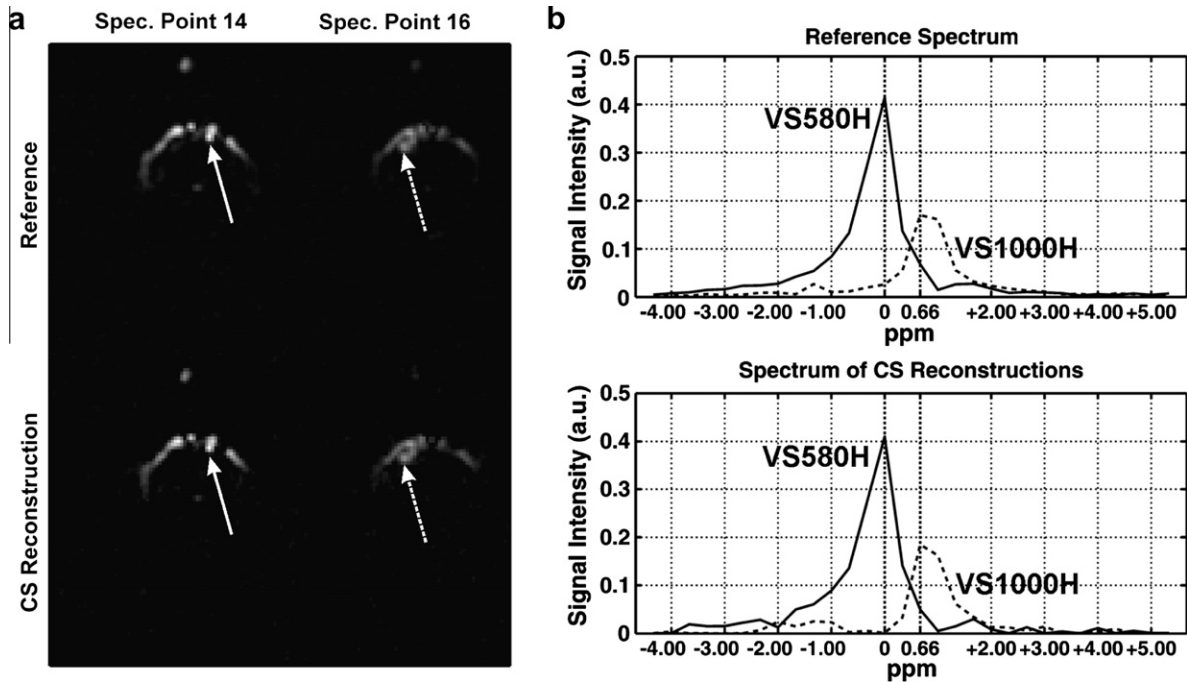 a
Spec. Point 14
Spec. Point 16
Reference
CS Reconstruction
b
Reference Spectrum
Signal Intensity (a.u.)
0.5
0.4
0.3
0.2
0.1
0
VS580H
VS1000H
-4.00 -3.00 -2.00 -1.00 0 0.66 +2.00 +3.00 +4.00 +5.00
ppm
Spectrum of CS Reconstructions
Signal Intensity (a.u.)
0.5
0.4
0.3
0.2
0.1
0
VS580H
VS1000H
-4.00 -3.00 -2.00 -1.00 0 0.66 +2.00 +3.00 +4.00 +5.00
ppm